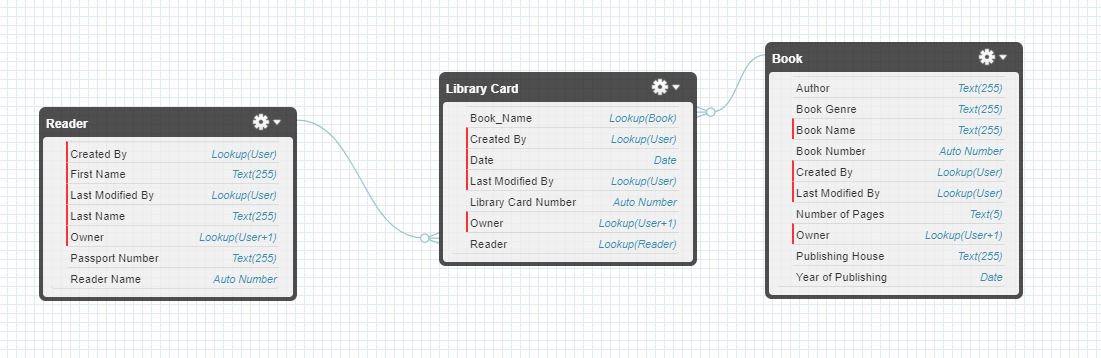 Reader
Created By Lookup(User)
First Name Text(255)
Last Modified By Lookup(User)
Last Name Text(255)
Owner Lookup(User+1)
Passport Number Text(255)
Reader Name Auto Number
Library Card
Book_Name Lookup(Book)
Created By Lookup(User)
Date Date
Last Modified By Lookup(User)
Library Card Number Auto Number
Owner Lookup(User+1)
Reader Lookup(Reader)
Book
Author Text(255)
Book Genre Text(255)
Book Name Text(255)
Book Number Auto Number
Created By Lookup(User)
Last Modified By Lookup(User)
Number of Pages Text(5)
Owner Lookup(User+1)
Publishing House Text(255)
Year of Publishing Date